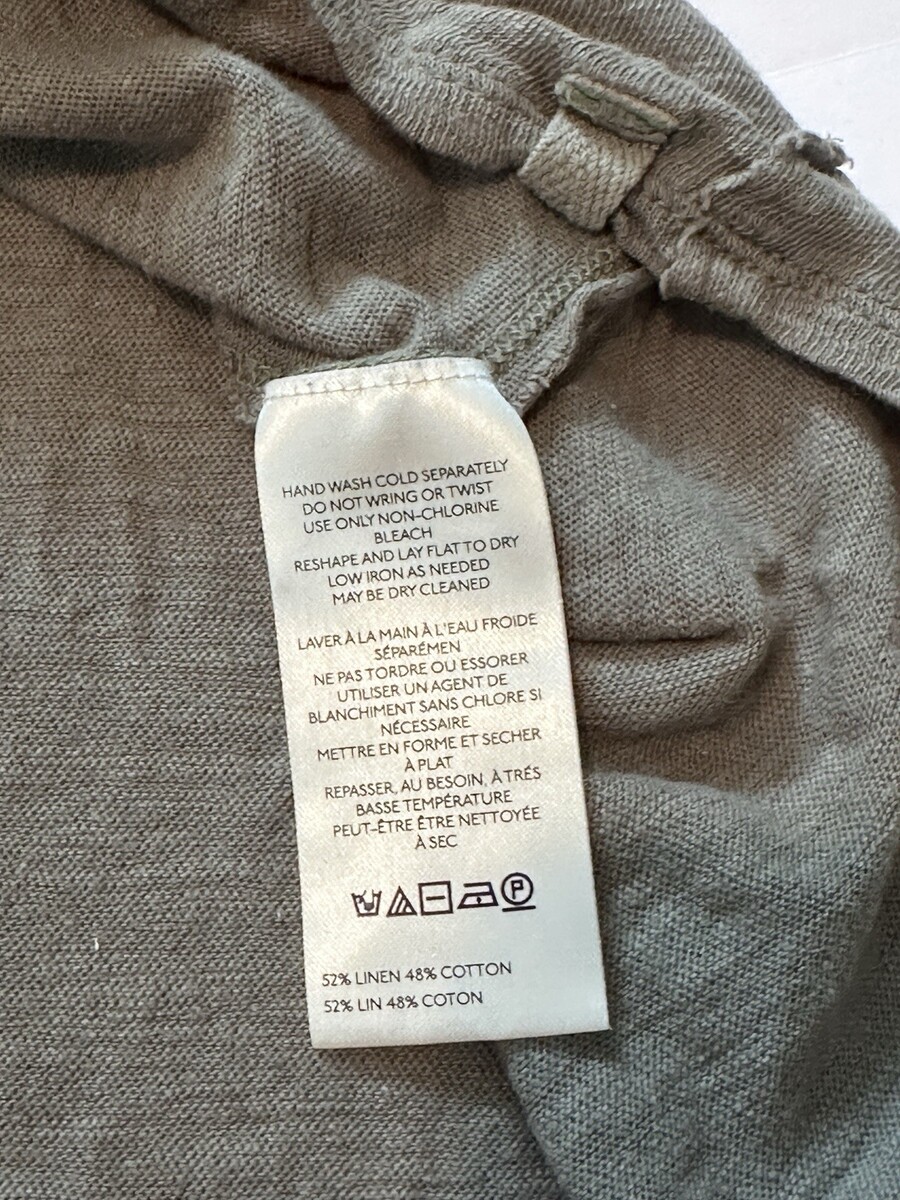 HAND WASH COLD SEPARATELY
DO NOT WRING OR TWIST
USE ONLY NON-CHLORINE
BLEACH
RESHAPE AND LAY FLAT TO DRY
LOW IRON AS NEEDED
MAY BE DRY CLEANED
LAVER À LA MAIN À L'EAU FROIDE
SÉPARÉMEN
NE PAS TORDRE OU ESSORER
UTILISER UN AGENT DE
BLANCHIMENT SANS CHLORE SI
NÉCESSAIRE
METTRE EN FORME ET SECHER
À PLAT
REPASSER, AU BESOIN, À TRÉS
BASSE TEMPÉRATURE
PEUT-ÊTRE ÊTRE NETTOYÉE
À SEC
P
52% LINEN 48% COTTON
52% LIN 48% COTON